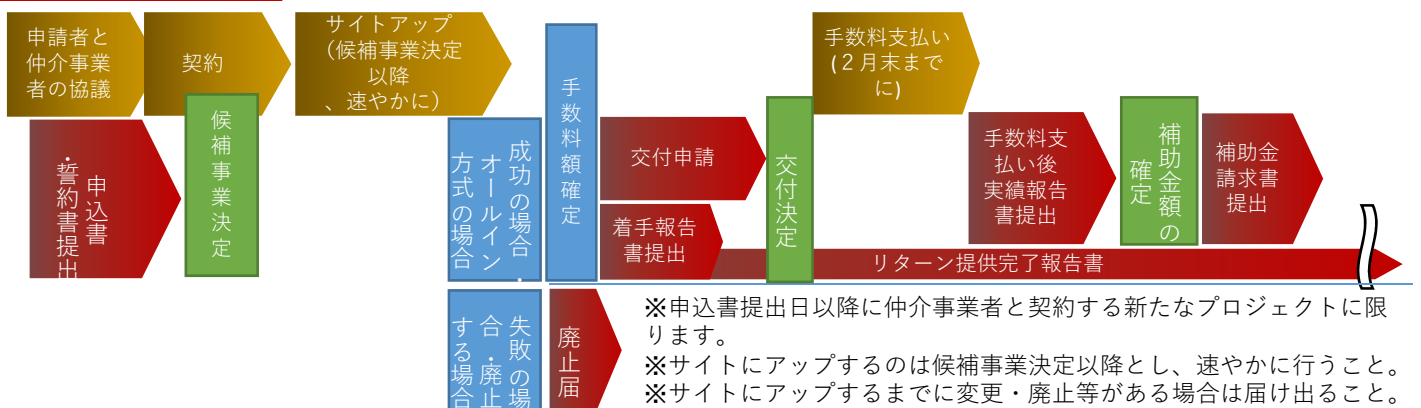 申請者と
仲介事業
者の協議
契約
サイトアップ
(候補事業決定
以降
、速やかに)
申込書
・誓約書提出
候補事業決定
成功の場合・
オールイン
方式の場合
手数料額確定
交付申請
着手報告
書提出
交付決定
手数料支払い
(２月末まで
に)
手数料支
払い後
実績報告
書提出
補助金額の
確定
補助金
請求書
提出
リターン提供完了報告書
失敗の場
合・廃止
する場合
廃止届
※申込書提出日以降に仲介事業者と契約する新たなプロジェクトに限
ります。
※サイトにアップするのは候補事業決定以降とし、速やかに行うこと。
※サイトにアップするまでに変更・廃止等がある場合は届け出ること。